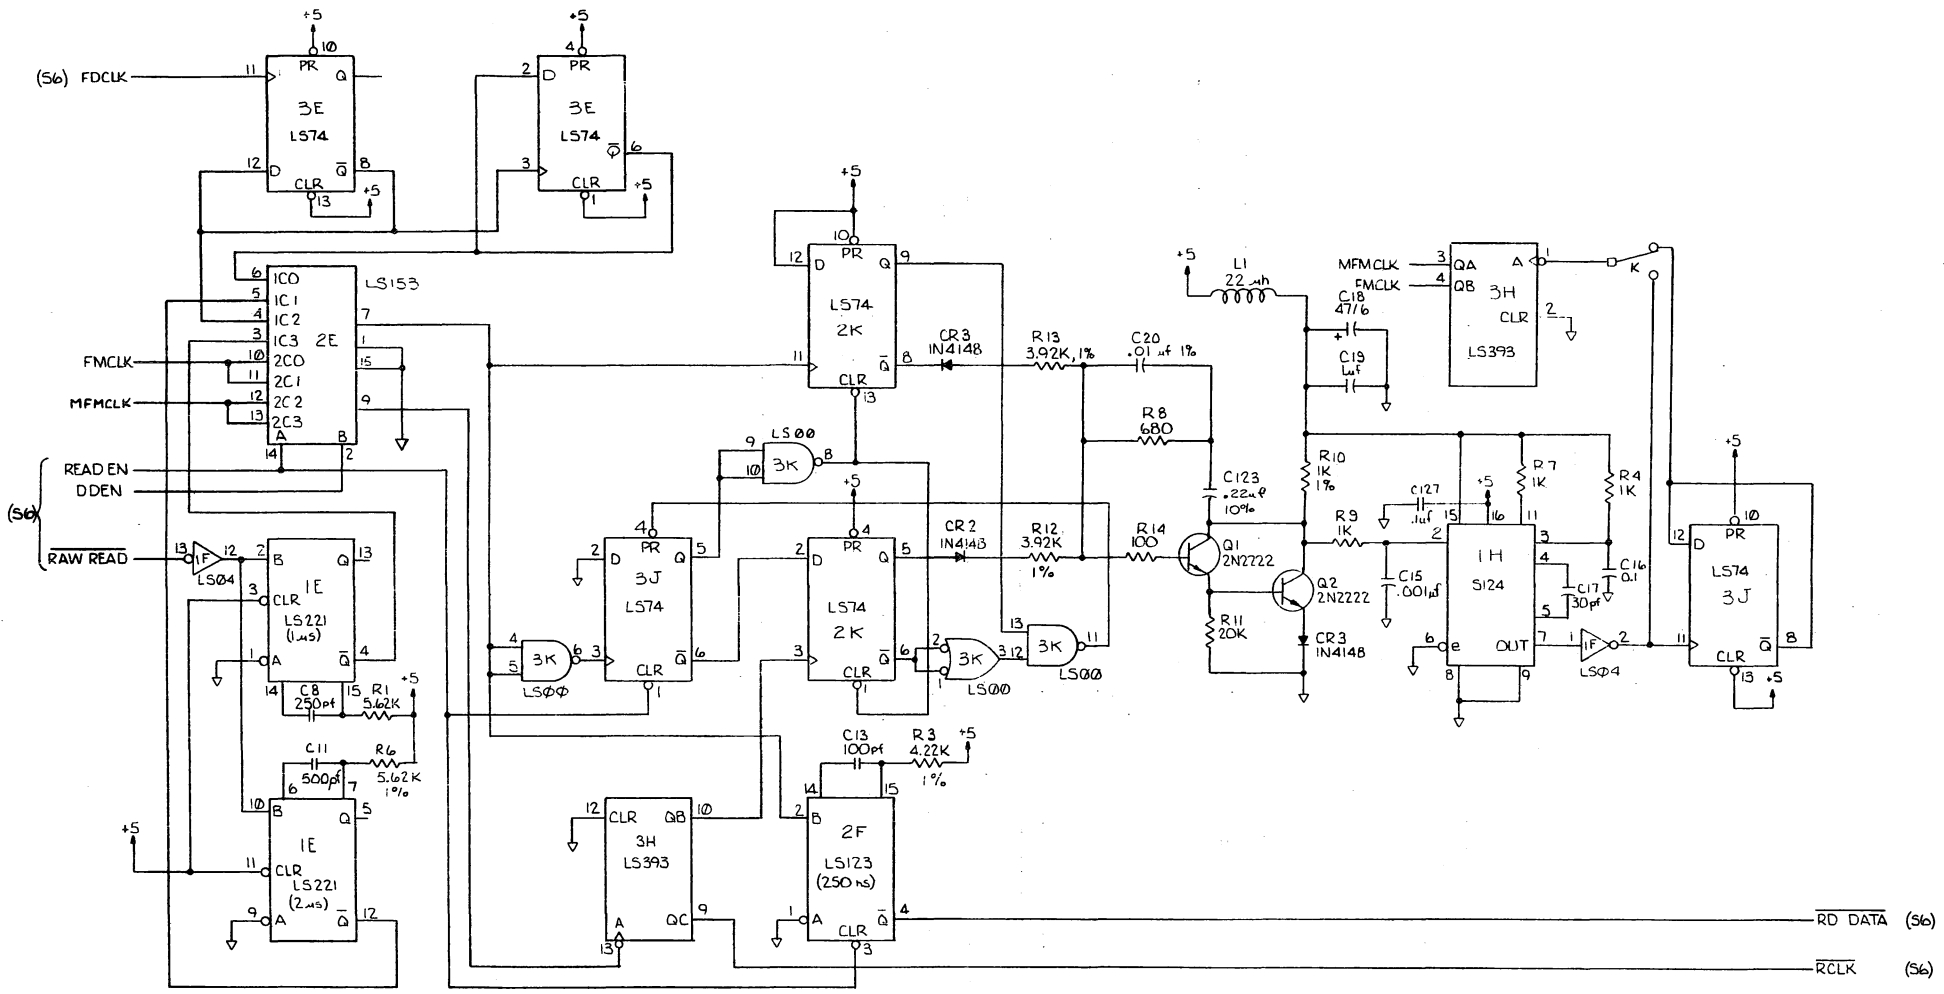 +5
+5
10
4
PR
PR
(S6) FDCLK
11
Q
2
D
3E
LS74
3E
LS74
12
D
Q
8
3
Q
6
CLR
CLR
13
+5
1
+5
+5
10
PR
12
D
Q
9
LS74
2K
11
Q
8
CLR
13
6
1C0
LS153
5
1C1
4
1C2
7
3
1C3
2E
1
FMCLK
10
2C0
15
11
2C1
MFMCLK
12
2C2
9
13
2C3
A
B
14
2
READ EN
DDEN
(S6)
RAW READ
13
1F
12
LS04
2
B
Q
13
1E
3
CLR
LS221
(1µs)
1
A
Q
4
14
15
C8
250pf
R1
5.62K
+5
C11
500pf
R6
5.62K
1%
6
7
10
B
Q
5
1E
+5
11
CLR
LS221
(2µs)
9
A
Q
12
LS00
9
10
3K
8
+5
4
PR
2
D
Q
5
3J
LS74
Q
6
CLR
1
4
PR
2
D
Q
5
LS74
2K
3
Q
6
CLR
1
4
5
3K
6
3
LS00
2
1
3K
3
LS00
13
12
3K
11
LS00
CR3
1N4148
R13
3.92K, 1%
C20
.01 µf 1%
R8
680
CR2
1N4148
R12
3.92K
1%
R14
100
C123
.22uf
10%
Q1
2N2222
Q2
2N2222
R11
20K
CR3
1N4148
+5
L1
22 µh
C18
47/6
+
C19
1uf
R10
1K
1%
R9
1K
C15
.001µf
C127
.1uf
+5
R7
1K
R4
1K
15
16
11
2
3
1H
4
S124
5
6
e
OUT
7
8
9
C17
30pf
C16
0.1
1
1F
2
LS04
MFMCLK
3
QA
A
1
FMCLK
4
QB
3H
CLR
2
LS393
K
+5
10
PR
12
D
LS74
3J
11
Q
8
CLR
13
+5
12
CLR
QB
10
3H
LS393
A
QC
9
13
C13
100pf
R3
4.22K
1%
+5
14
15
2
B
2F
LS123
(250 ns)
1
A
Q
4
CLR
3
RD DATA (S6)
RCLK (S6)